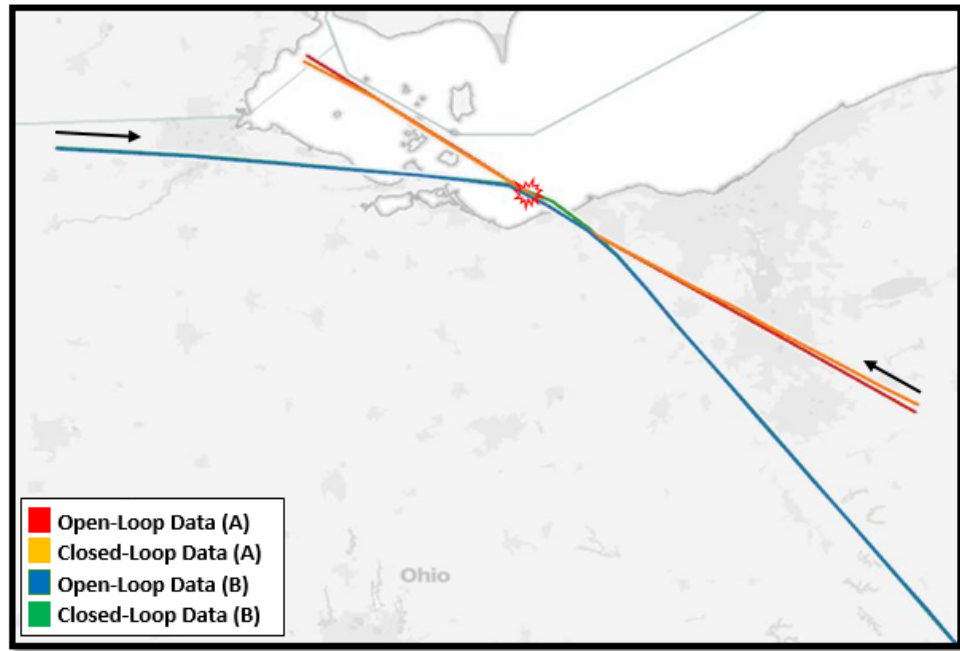 Open-Loop Data (A)
Closed-Loop Data (A)
Open-Loop Data (B)
Closed-Loop Data (B)
Ohio